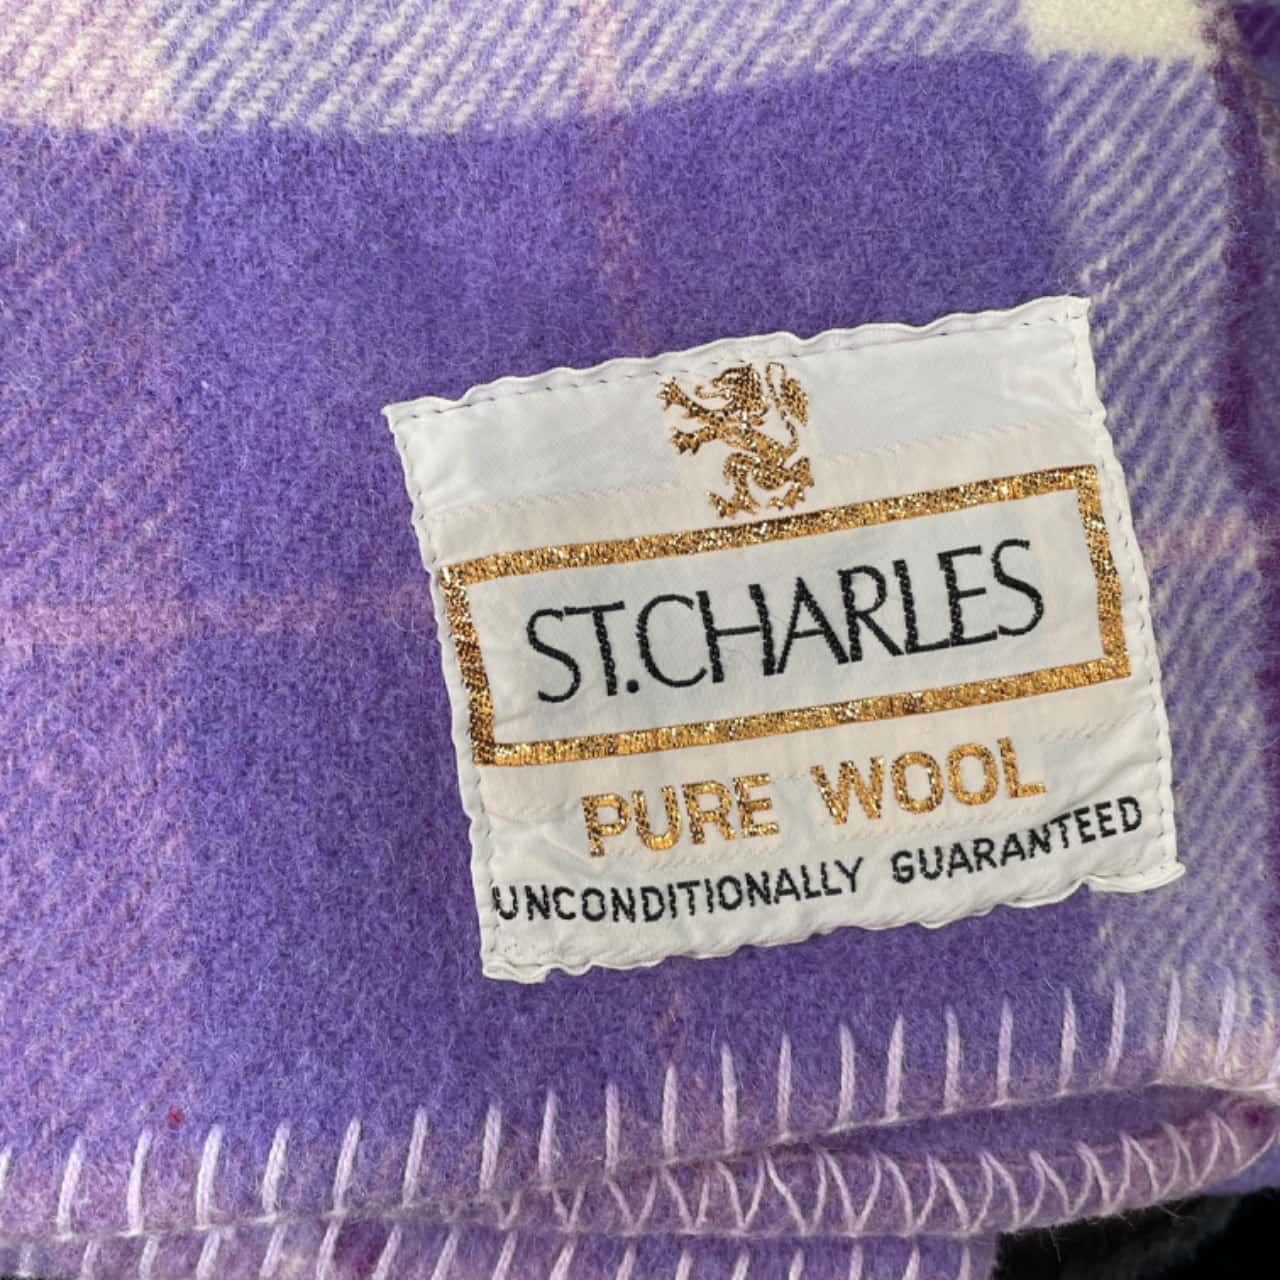 ST.CHARLES
PURE WOOL
UNCONDITIONALLY GUARANTEED